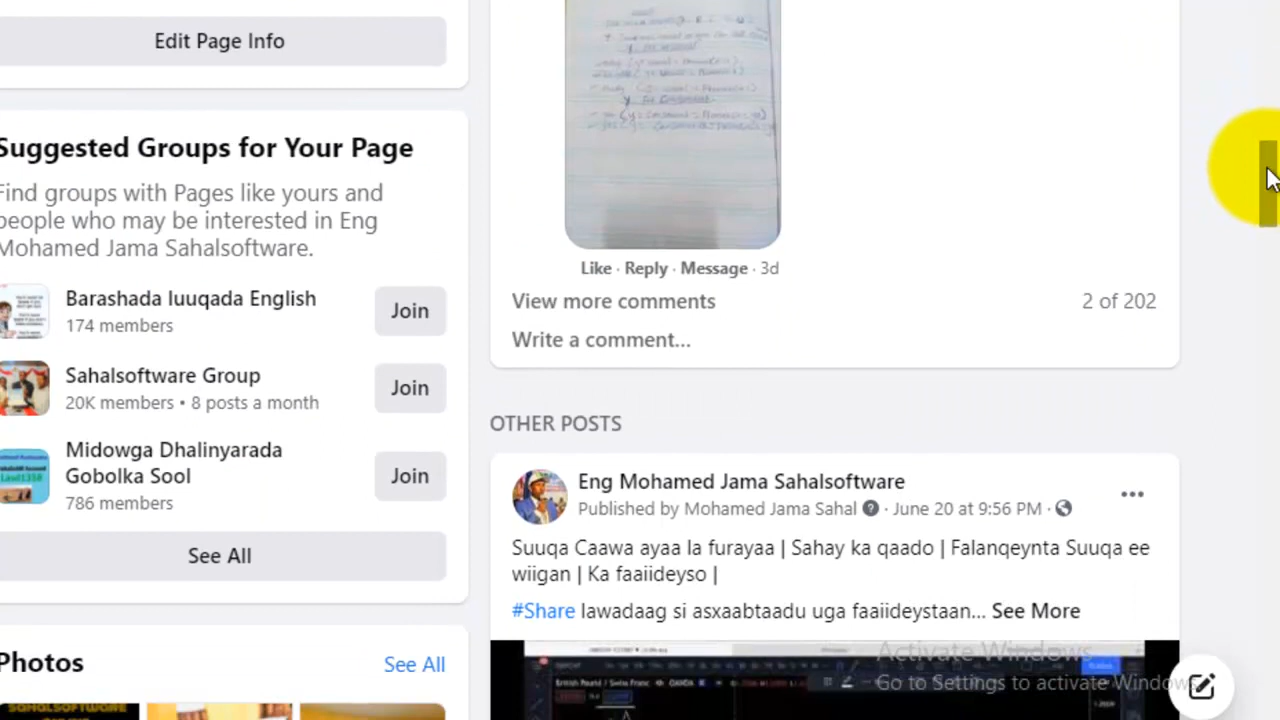 Edit Page Info
Suggested Groups for Your Page
Find groups with Pages like yours and
people who may be interested in Eng
Mohamed Jama Sahalsoftware.
Barashada luuqada English
174 members
Join
Sahalsoftware Group
20K members • 8 posts a month
Join
Midowga Dhalinyarada
Gobolka Sool
786 members
Join
See All
Photos
See All
Like · Reply · Message · 3d
View more comments
2 of 202
Write a comment...
OTHER POSTS
Eng Mohamed Jama Sahalsoftware
Published by Mohamed Jama Sahal · June 20 at 9:56 PM ·
Suuqa Caawa ayaa la furayaa | Sahay ka qaado | Falanqeynta Suuqa ee
wiigan | Ka faaiideyso |
#Share lawadaag si asxaabtaadu uga faaiideystaan... See More
British Pound / Swiss Franc
OANDA
Activate Windows
Go to Settings to activate Windows